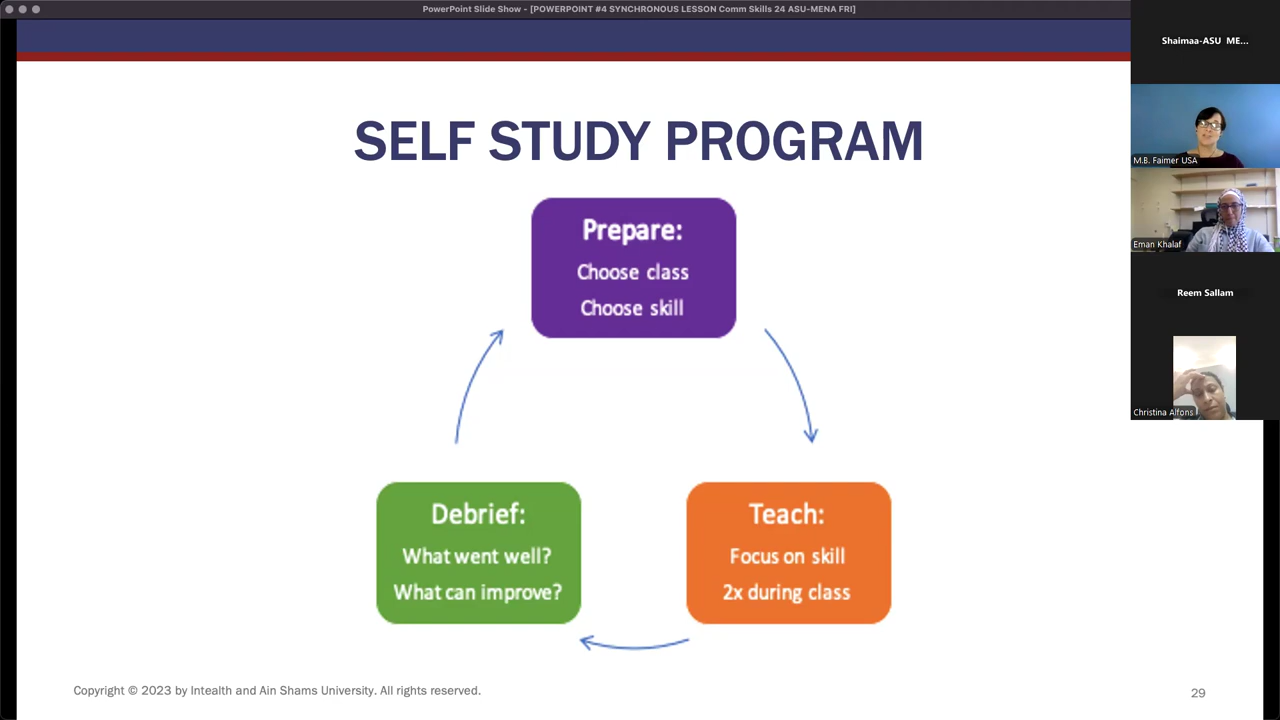 PowerPoint Slide Show - [POWERPOINT #4 SYNCHRONOUS LESSON Comm Skills 24 ASU-MENA FRI]
Shaimaa-ASU ME...
M.B. Faimer USA
Eman Khalaf
Reem Sallam
Christina Alfons
SELF STUDY PROGRAM
Prepare:
Choose class
Choose skill
Teach:
Focus on skill
2x during class
Debrief:
What went well?
What can improve?
Copyright © 2023 by Intealth and Ain Shams University. All rights reserved.
29